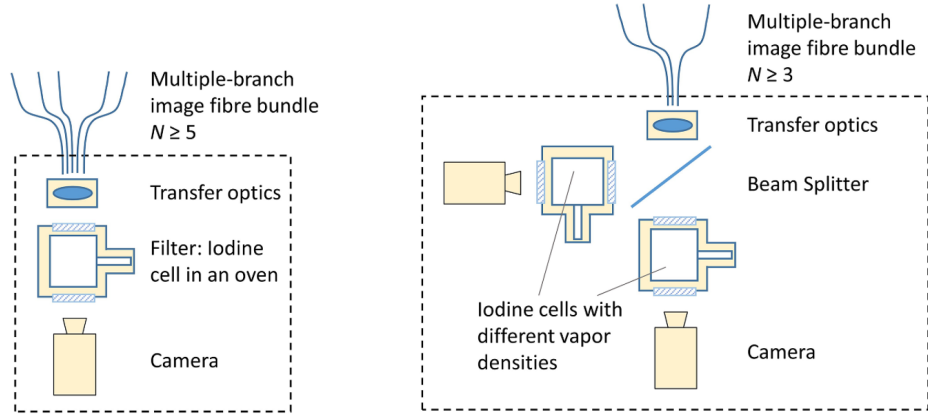 Multiple-branch
image fibre bundle
N ≥ 5
Transfer optics
Filter: Iodine
cell in an oven
Camera
Multiple-branch
image fibre bundle
N ≥ 3
Transfer optics
Beam Splitter
Iodine cells with
different vapor
densities
Camera